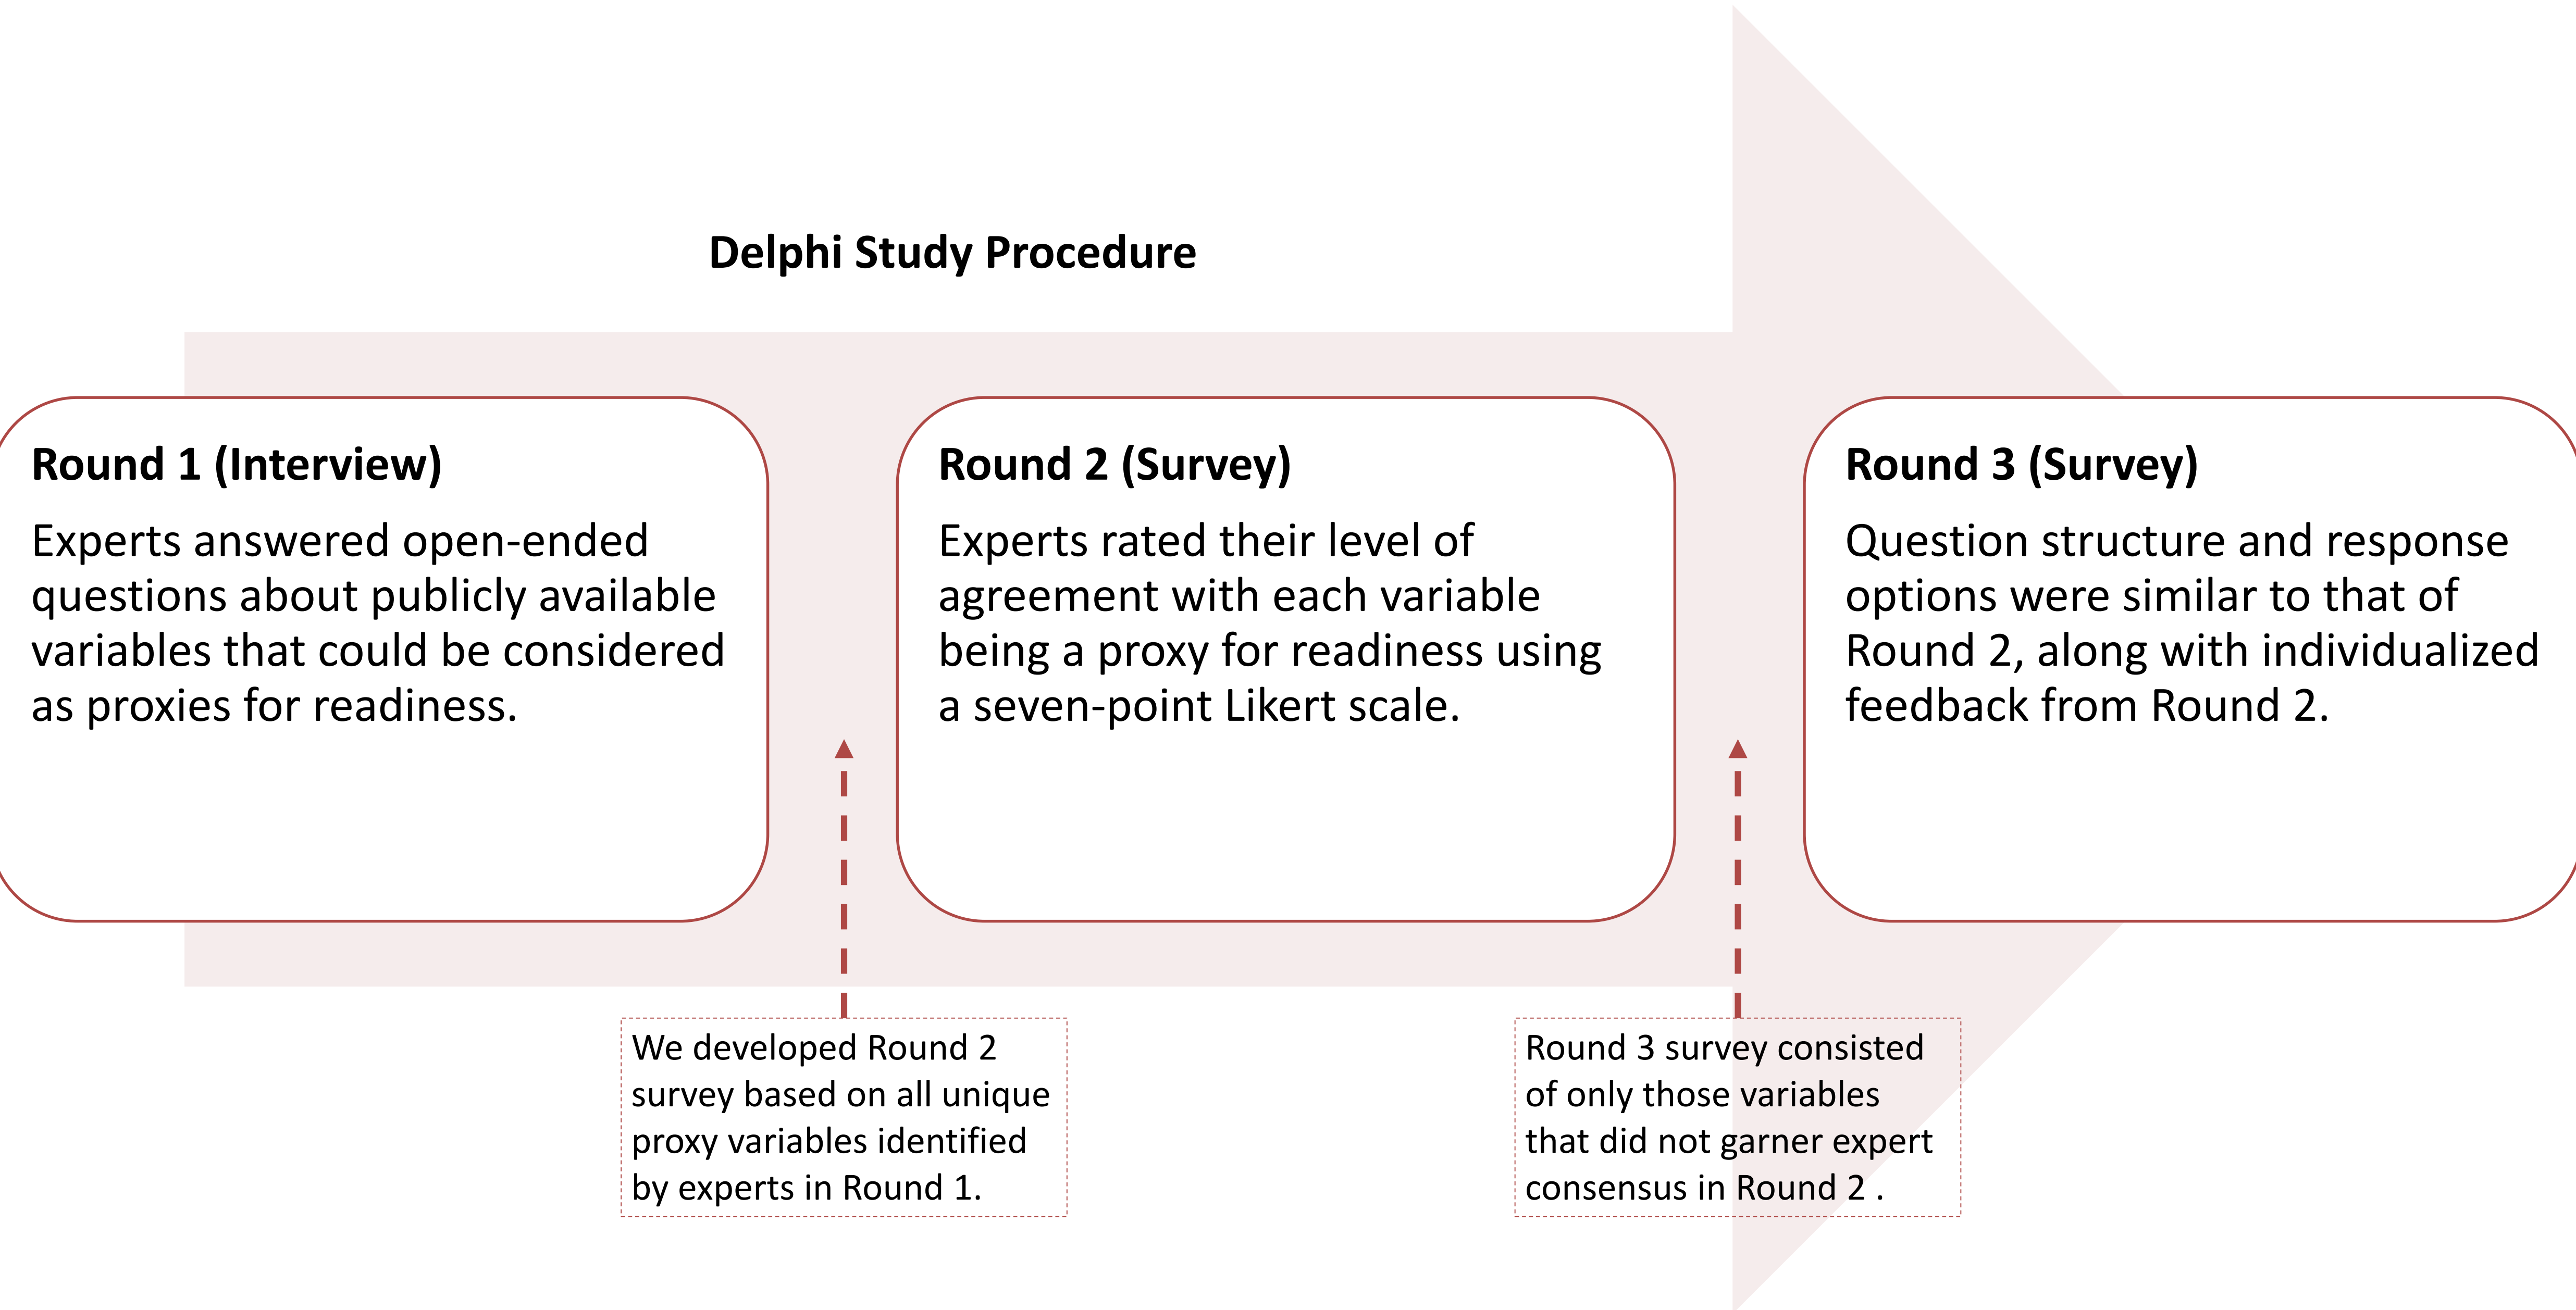 Delphi Study Procedure
Round 1 (Interview)
Experts answered open-ended
questions about publicly available
variables that could be considered
as proxies for readiness.
Round 2 (Survey)
Experts rated their level of
agreement with each variable
being a proxy for readiness using
a seven-point Likert scale.
Round 3 (Survey)
Question structure and response
options were similar to that of
Round 2, along with individualized
feedback from Round 2.
We developed Round 2
survey based on all unique
proxy variables identified
by experts in Round 1.
Round 3 survey consisted
of only those variables
that did not garner expert
consensus in Round 2 .